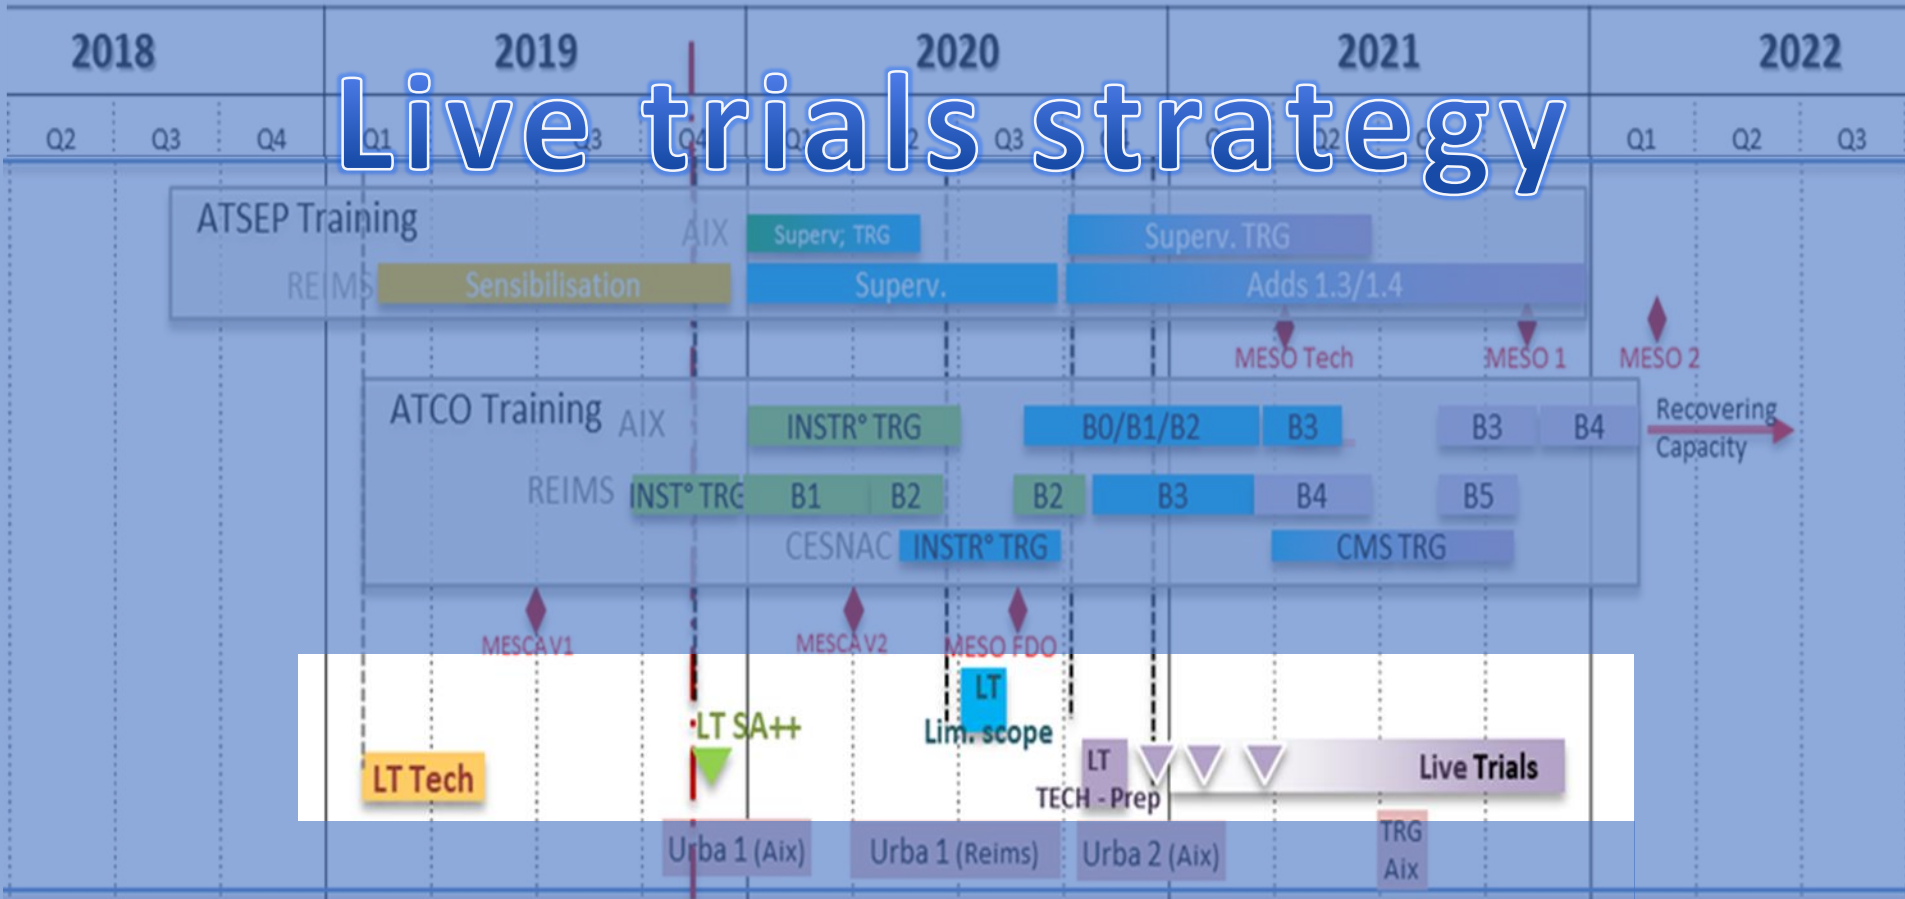 2018 2019 2020 2021 2022
Live trials strategy
Q2 Q3 Q4 Q1 Q3 Q4 Q1 Q2 Q3 Q2 Q1 Q2 Q3
ATSEP Training
AIX Superv; TRG Superv. TRG
REIMS Sensibilisation Superv. Adds 1.3/1.4
MESO Tech MESO 1 MESO 2
ATCO Training AIX INSTR° TRG B0/B1/B2 B3 B3 B4
Recovering
Capacity
REIMS INST° TRG B1 B2 B2 B3 B4 B5
CESNAC INSTR° TRG CMS TRG
MESCA V1 MESCA V2 MESO FDO
LT
Lim. scope
LT SA++
LT Tech
LT
TECH - Prep
Live Trials
Urba 1 (Aix) Urba 1 (Reims) Urba 2 (Aix)
TRG
Aix